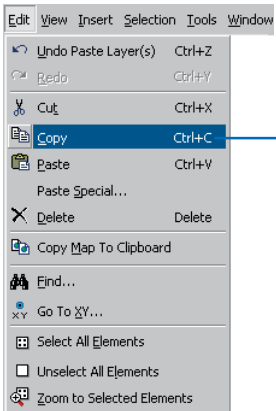 Edit View Insert Selection Tools Window
Undo Paste Layer(s) Ctrl+Z
Redo Ctrl+Y
Cut Ctrl+X
Copy Ctrl+C
Paste Ctrl+V
Paste Special...
Delete Delete
Copy Map To Clipboard
Find...
XY Go To XY...
Select All Elements
Unselect All Elements
Zoom to Selected Elements